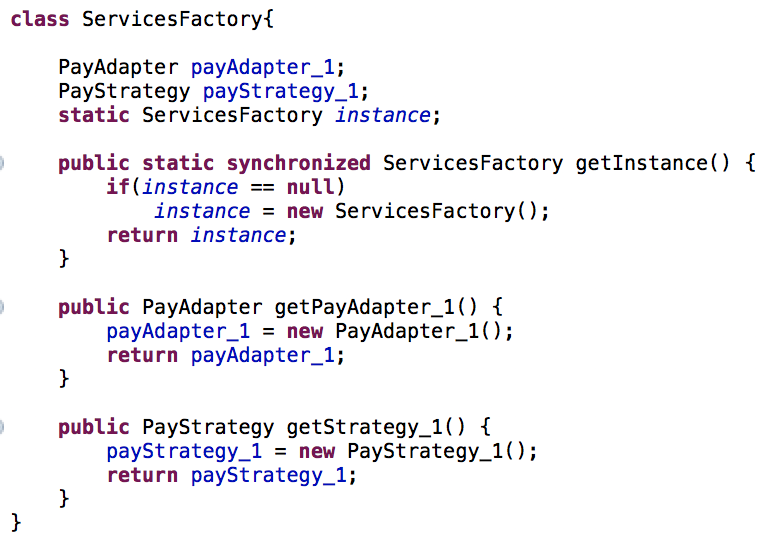 class ServicesFactory{
PayAdapter payAdapter_1;
PayStrategy payStrategy_1;
static ServicesFactory instance;
public static synchronized ServicesFactory getInstance() {
if(instance == null)
instance = new ServicesFactory();
return instance;
}
public PayAdapter getPayAdapter_1() {
payAdapter_1 = new PayAdapter_1();
return payAdapter_1;
}
public PayStrategy getStrategy_1() {
payStrategy_1 = new PayStrategy_1();
return payStrategy_1;
}
}